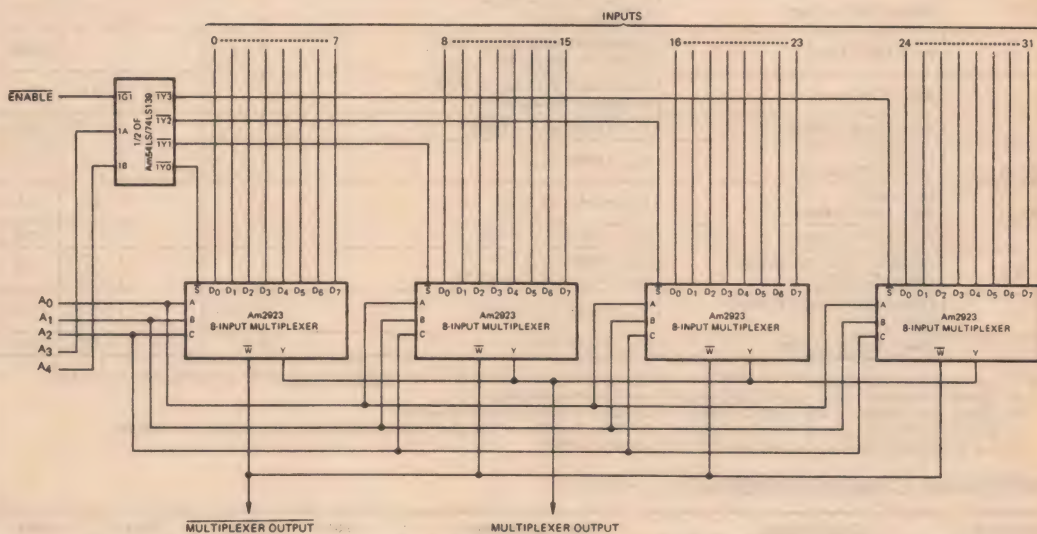 INPUTS
0 7 8 15 16 23 24 31
ENABLE
1G1 1Y3
1A 1Y2
1Y1
1B 1Y0
1/2 OF
Am54LS/74LS139
S D0 D1 D2 D3 D4 D5 D6 D7
A
B
C
Am2923
8-INPUT MULTIPLEXER
W Y
S D0 D1 D2 D3 D4 D5 D6 D7
A
B
C
Am2923
8-INPUT MULTIPLEXER
W Y
S D0 D1 D2 D3 D4 D5 D6 D7
A
B
C
Am2923
8-INPUT MULTIPLEXER
W Y
S D0 D1 D2 D3 D4 D5 D6 D7
A
B
C
Am2923
8-INPUT MULTIPLEXER
W Y
A0
A1
A2
A3
A4
MULTIPLEXER OUTPUT
MULTIPLEXER OUTPUT